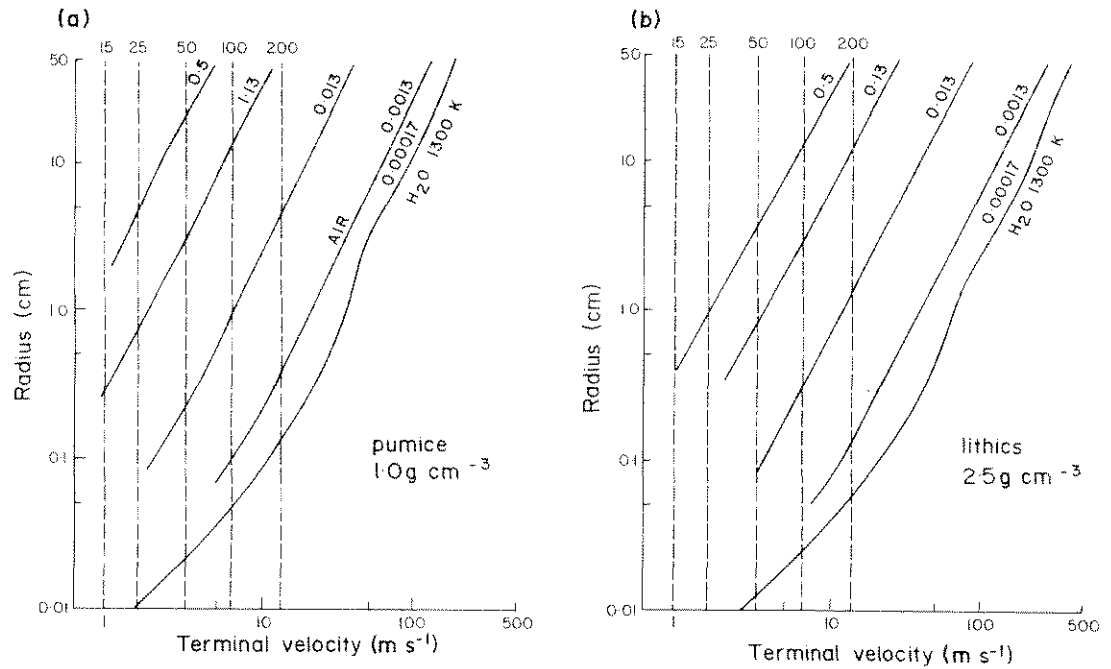 (a)
15 25 50 100 200
50
10
1·0
0·1
0·01
Radius (cm)
0·5
1·13
0·013
0·0013
AIR
0·00017
H₂O 1300 K
pumice
1·0g cm⁻³
1 10 100 500
Terminal velocity (m s⁻¹)
(b)
15 25 50 100 200
50
10
1·0
0·1
0·01
Radius (cm)
0·5
0·13
0·013
0·0013
0·00017
H₂O 1300 K
lithics
2·5g cm⁻³
1 10 100 500
Terminal velocity (m s⁻¹)